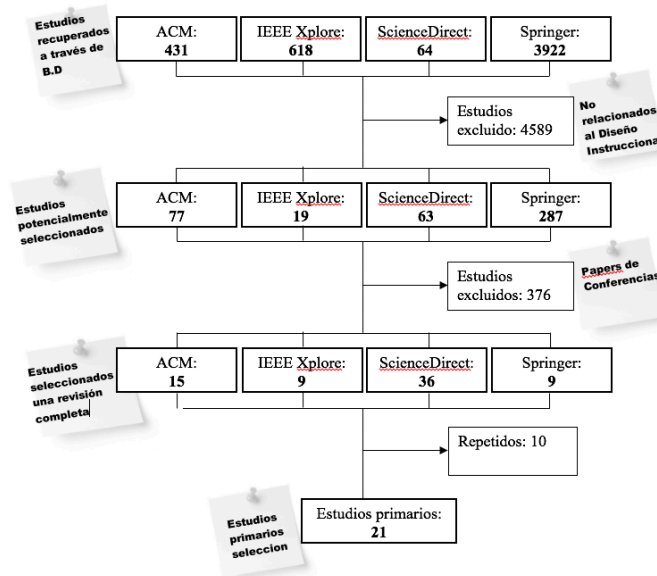 Estudios
recuperados
a través de
B.D
ACM:
431
IEEE Xplore:
618
ScienceDirect:
64
Springer:
3922
Estudios
excluido: 4589
No
relacionados
al Diseño
Instrucciona
Estudios
potencialmente
seleccionados
ACM:
77
IEEE Xplore:
19
ScienceDirect:
63
Springer:
287
Estudios
excluidos: 376
Papers de
Conferencias
Estudios
seleccionados
una revisión
completa
ACM:
15
IEEE Xplore:
9
ScienceDirect:
36
Springer:
9
Repetidos: 10
Estudios
primarios
seleccion
Estudios primarios:
21